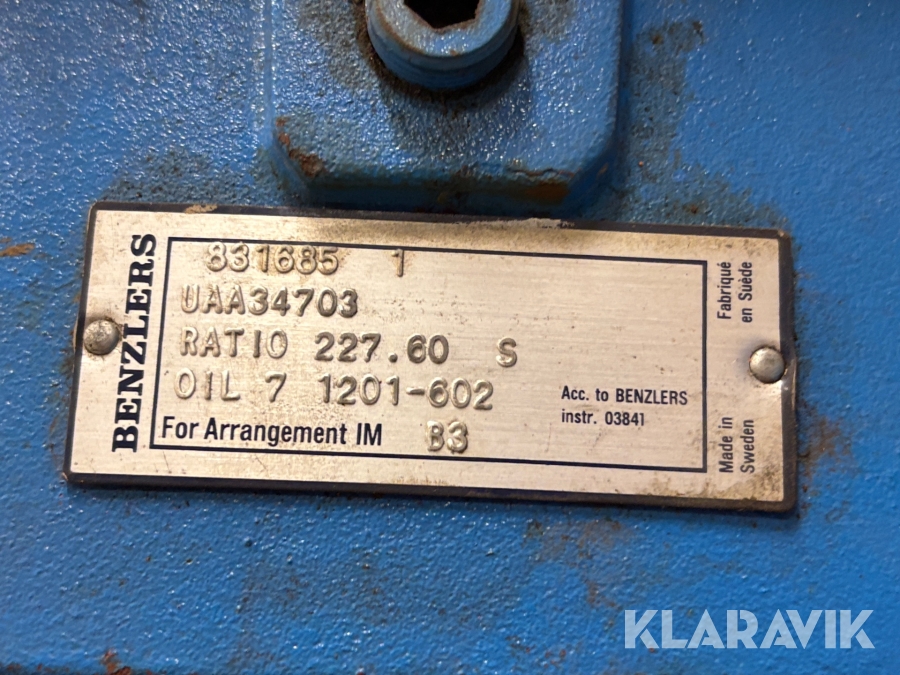 BENZLERS
831685 1
UAA34703
RATIO 227.60 S
OIL 7 1201-602
Acc. to BENZLERS
instr. 03841
For Arrangement IM B3
Fabriqué
en Suède
Made in
Sweden
KLARAVIK